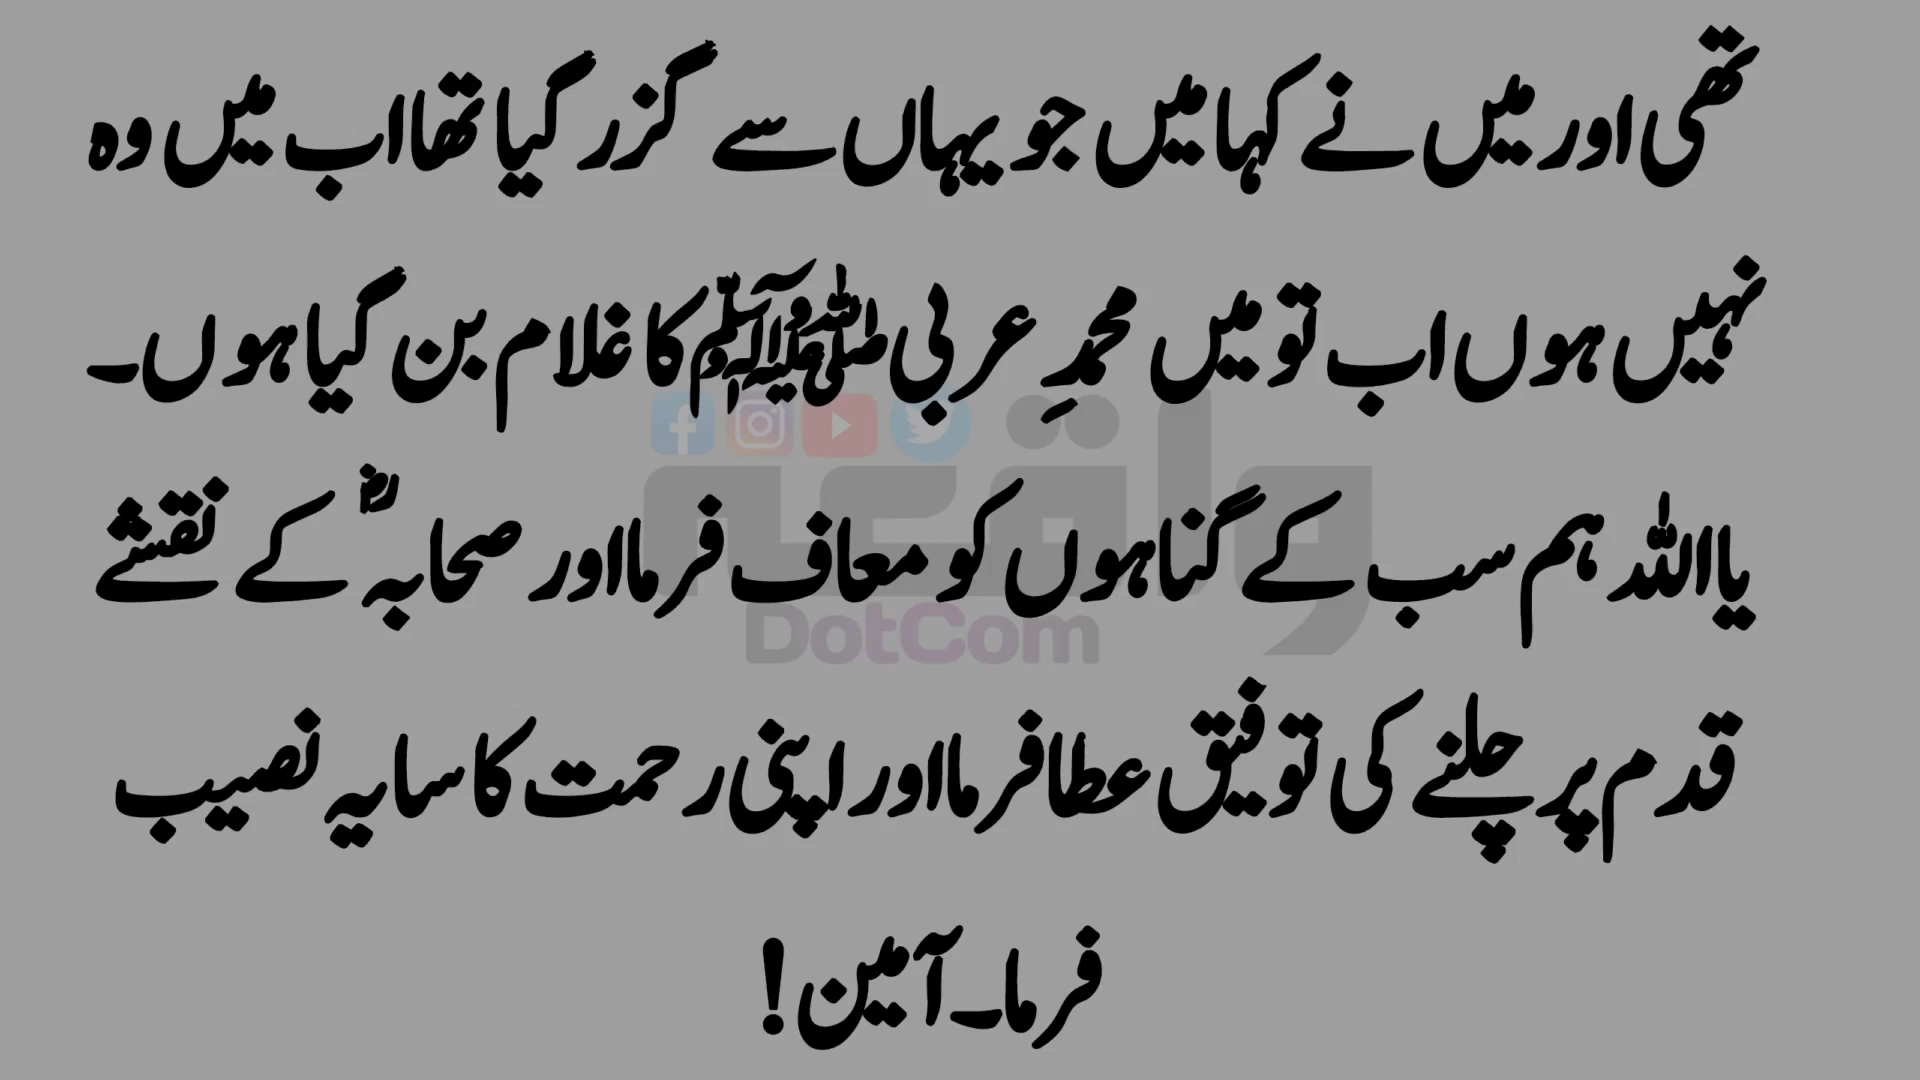 تھی اور میں نے کہا میں جو یہاں سے گزر گیا تھا اب میں وہ
نہیں ہوں اب تو میں محمدِ عربی ﷺ کا غلام بن گیا ہوں۔
یا اللہ ہم سب کے گناہوں کو معاف فرما اور صحابہؓ کے نقشے
قدم پر چلنے کی توفیق عطا فرما اور اپنی رحمت کا سایہ نصیب
فرما۔ آمین!
واقعہ
DotCom